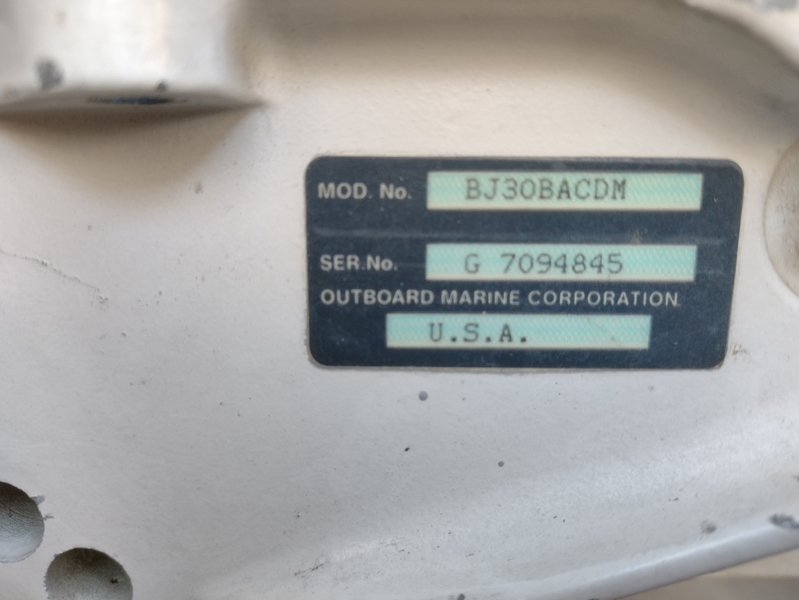 MOD. No. BJ30BACDM
SER.No. G 7094845
OUTBOARD MARINE CORPORATION
U.S.A.